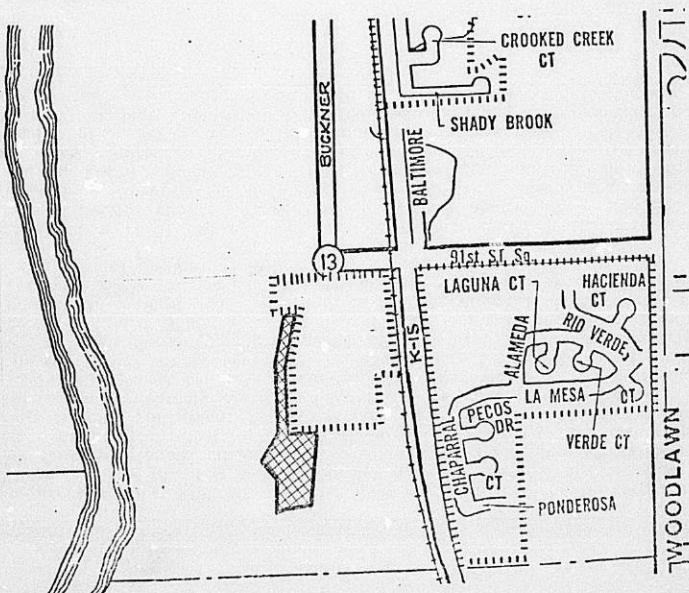 CROOKED CREEK
CT
SHADY BROOK
BUCKNER
BALTIMORE
13
91st. St. So.
LAGUNA CT
HACIENDA
CT
K-15
ALAMEDA
RIO VERDE,
LA MESA
CT
PECOS
DR
VERDE CT
CHAPARRAL
CT
PONDEROSA
WOODLAWN